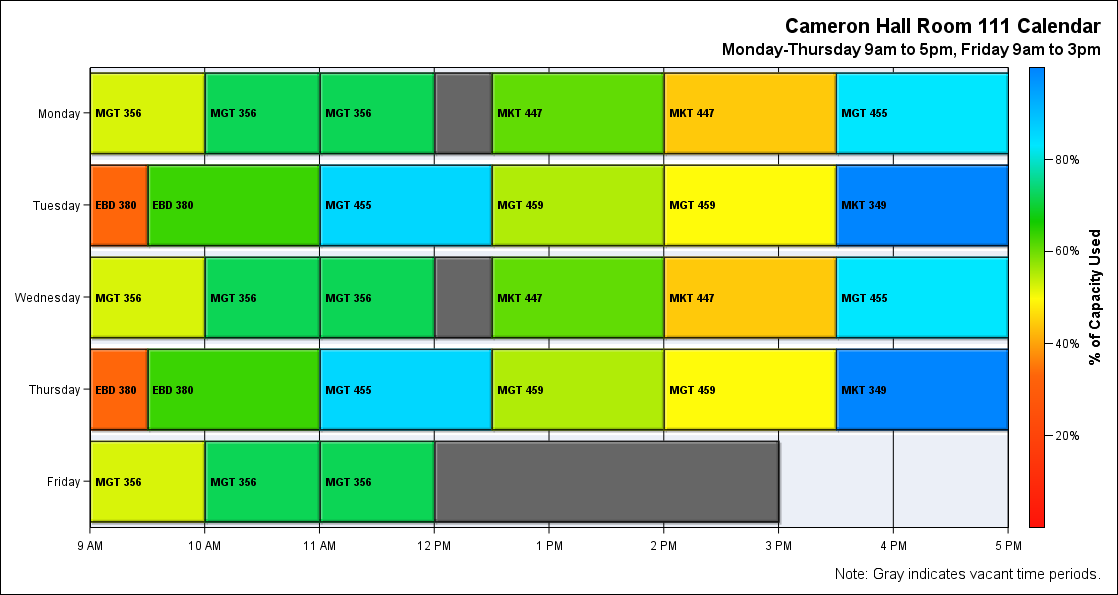 Cameron Hall Room 111 Calendar
Monday-Thursday 9am to 5pm, Friday 9am to 3pm
Monday
MGT 356
MGT 356
MGT 356
MKT 447
MKT 447
MGT 455
Tuesday
EBD 380
EBD 380
MGT 455
MGT 459
MGT 459
MKT 349
Wednesday
MGT 356
MGT 356
MGT 356
MKT 447
MKT 447
MGT 455
Thursday
EBD 380
EBD 380
MGT 455
MGT 459
MGT 459
MKT 349
Friday
MGT 356
MGT 356
MGT 356
9 AM
10 AM
11 AM
12 PM
1 PM
2 PM
3 PM
4 PM
5 PM
80%
60%
40%
20%
% of Capacity Used
Note: Gray indicates vacant time periods.